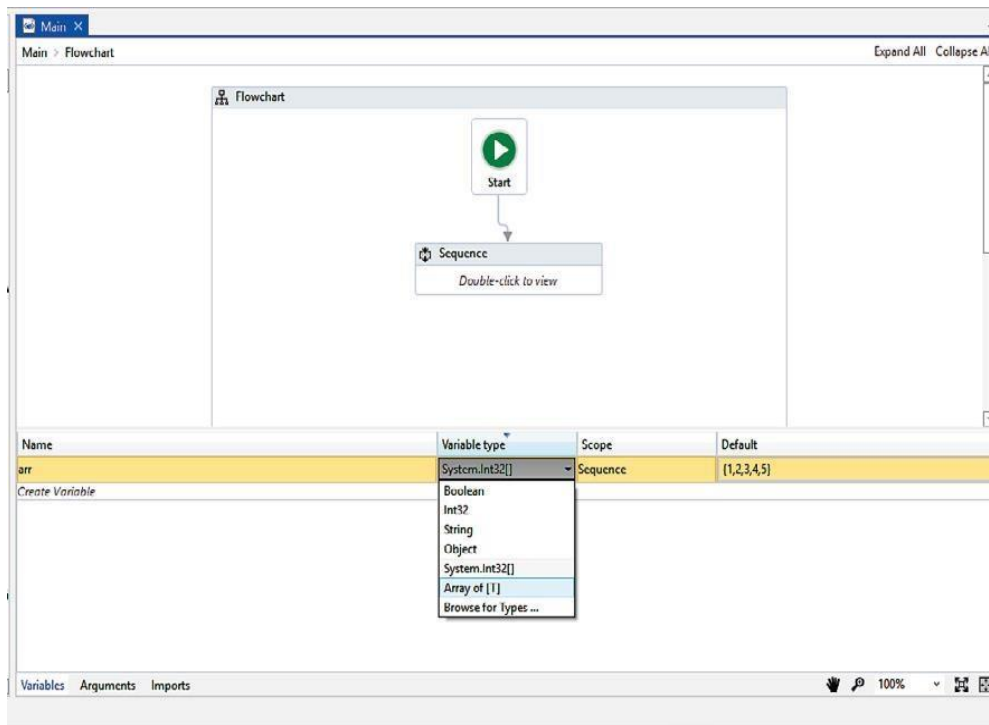 Main ×
Main > Flowchart Expand All Collapse Al
Flowchart
Start
Sequence
Double-click to view
Name Variable type Scope Default
arr System.Int32[] Sequence {1,2,3,4,5}
Create Variable
Boolean
Int32
String
Object
System.Int32[]
Array of [T]
Browse for Types ...
Variables Arguments Imports 100%